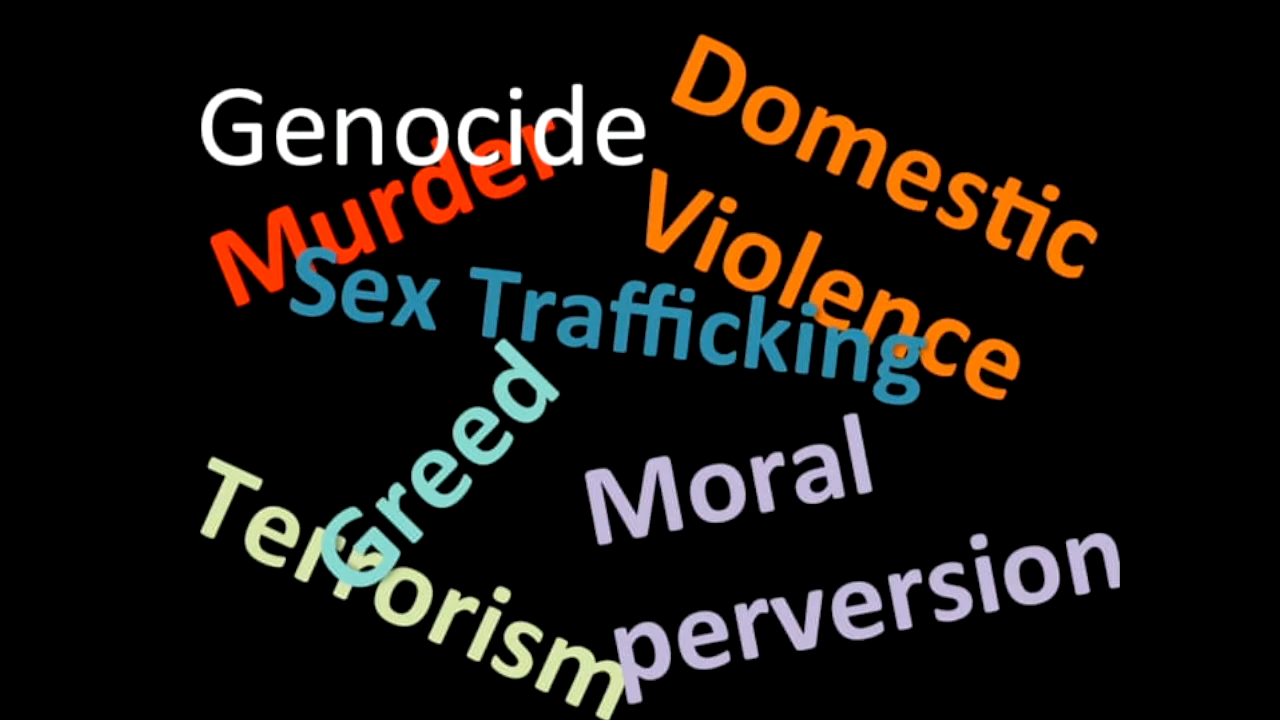 Genocide
Murder
Domestic
Violence
Sex Trafficking
Greed
Terrorism
Moral
perversion